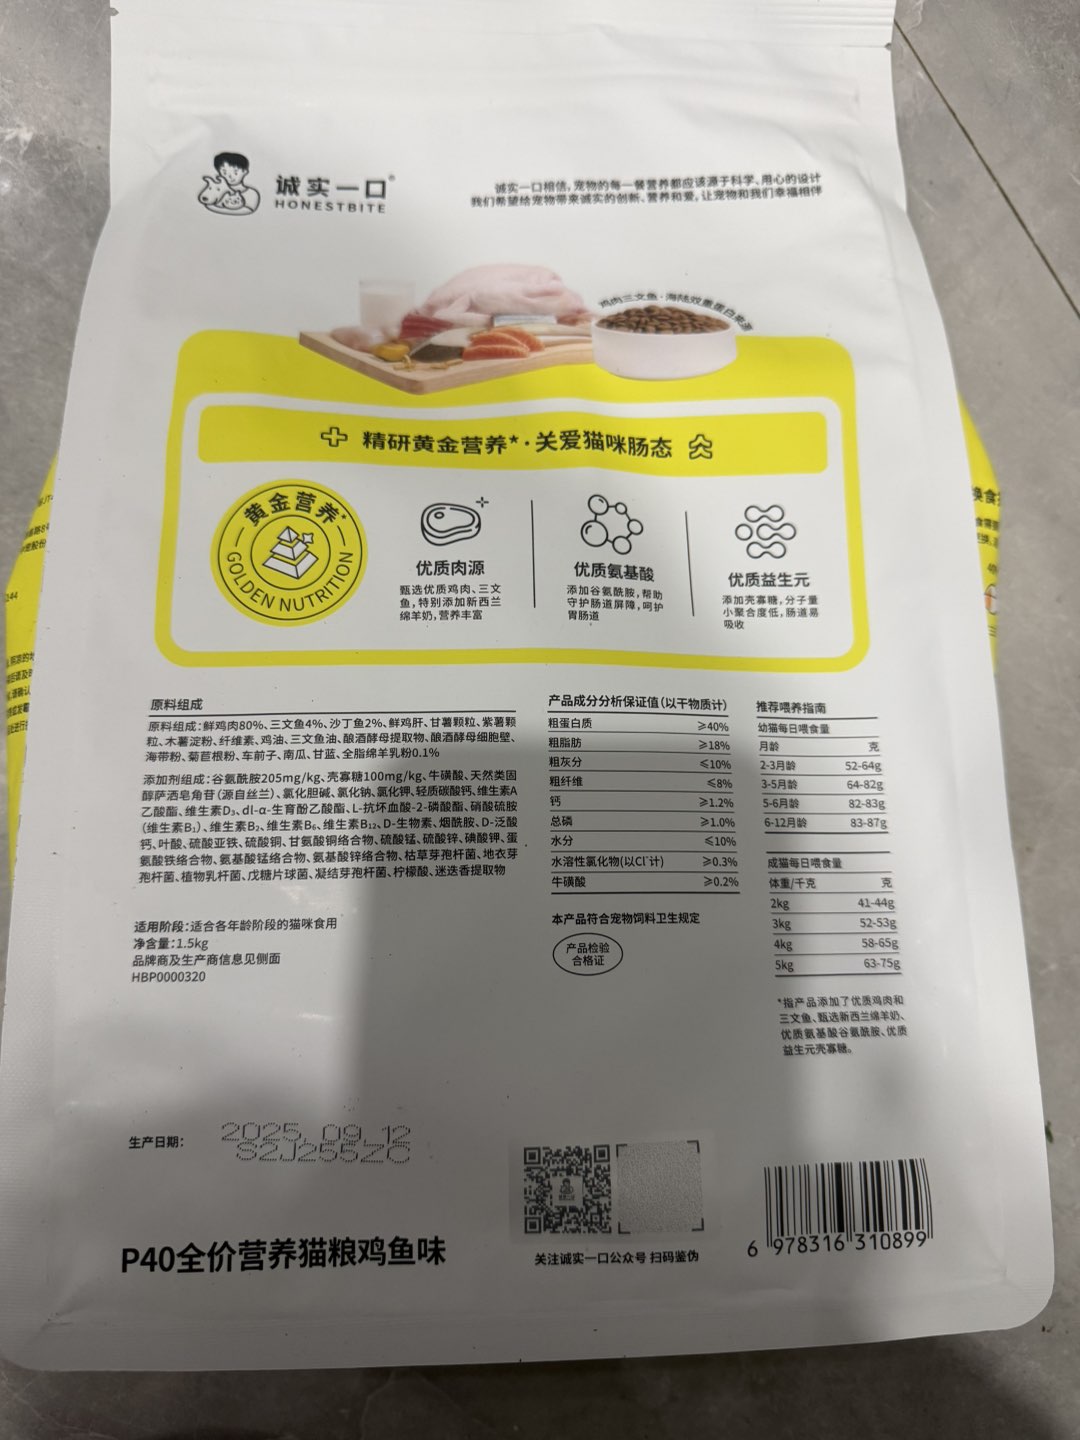 诚实一口®
HONESTBITE
诚实一口相信,宠物的每一餐营养都应该源于科学、用心的设计
我们希望给宠物带来诚实的创新、营养和爱,让宠物和我们幸福相伴
鸡肉三文鱼·海陆双重蛋白来源
精研黄金营养*·关爱猫咪肠态
黄金营养*
GOLDEN NUTRITION
优质肉源
甄选优质鸡肉、三文
鱼,特别添加新西兰
绵羊奶,营养丰富
优质氨基酸
添加谷氨酰胺,帮助
守护肠道屏障,呵护
胃肠道
优质益生元
添加壳寡糖,分子量
小聚合度低,肠道易
吸收
原料组成
原料组成:鲜鸡肉80%、三文鱼4%、沙丁鱼2%、鲜鸡肝、甘薯颗粒、紫薯颗
粒、木薯淀粉、纤维素、鸡油、三文鱼油、酿酒酵母提取物、酿酒酵母细胞壁、
海带粉、菊苣根粉、车前子、南瓜、甘蓝、全脂绵羊乳粉0.1%
添加剂组成:谷氨酰胺205mg/kg、壳寡糖100mg/kg、牛磺酸、天然类固
醇萨洒皂角苷(源自丝兰)、氯化胆碱、氯化钠、氯化钾、轻质碳酸钙、维生素A
乙酸酯、维生素D₃、dl-α-生育酚乙酸酯、L-抗坏血酸-2-磷酸酯、硝酸硫胺
(维生素B₁)、维生素B₂、维生素B₆、维生素B₁₂、D-生物素、烟酰胺、D-泛酸
钙、叶酸、硫酸亚铁、硫酸铜、甘氨酸铜络合物、硫酸锰、硫酸锌、碘酸钾、蛋
氨酸铁络合物、氨基酸锰络合物、氨基酸锌络合物、枯草芽孢杆菌、地衣芽
孢杆菌、植物乳杆菌、戊糖片球菌、凝结芽孢杆菌、柠檬酸、迷迭香提取物
适用阶段:适合各年龄阶段的猫咪食用
净含量:1.5kg
品牌商及生产商信息见侧面
HBP0000320
产品成分分析保证值(以干物质计)
粗蛋白质 ≥40%
粗脂肪 ≥18%
粗灰分 ≤10%
粗纤维 ≤8%
钙 ≥1.2%
总磷 ≥1.0%
水分 ≤10%
水溶性氯化物(以Cl⁻计) ≥0.3%
牛磺酸 ≥0.2%
本产品符合宠物饲料卫生规定
产品检验
合格证
推荐喂养指南
幼猫每日喂食量
月龄 克
2-3月龄 52-64g
3-5月龄 64-82g
5-6月龄 82-83g
6-12月龄 83-87g
成猫每日喂食量
体重/千克 克
2kg 41-44g
3kg 52-53g
4kg 58-65g
5kg 63-75g
*指产品添加了优质鸡肉和
三文鱼、甄选新西兰绵羊奶、
优质氨基酸谷氨酰胺、优质
益生元壳寡糖。
生产日期:
2025.09.12
S2J255ZC
P40全价营养猫粮鸡鱼味
关注诚实一口公众号 扫码鉴伪
6 978316 310899